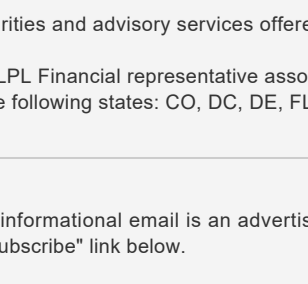 rities and advisory services offere
LPL Financial representative asso
e following states: CO, DC, DE, FL
informational email is an advertis
ubscribe" link below.